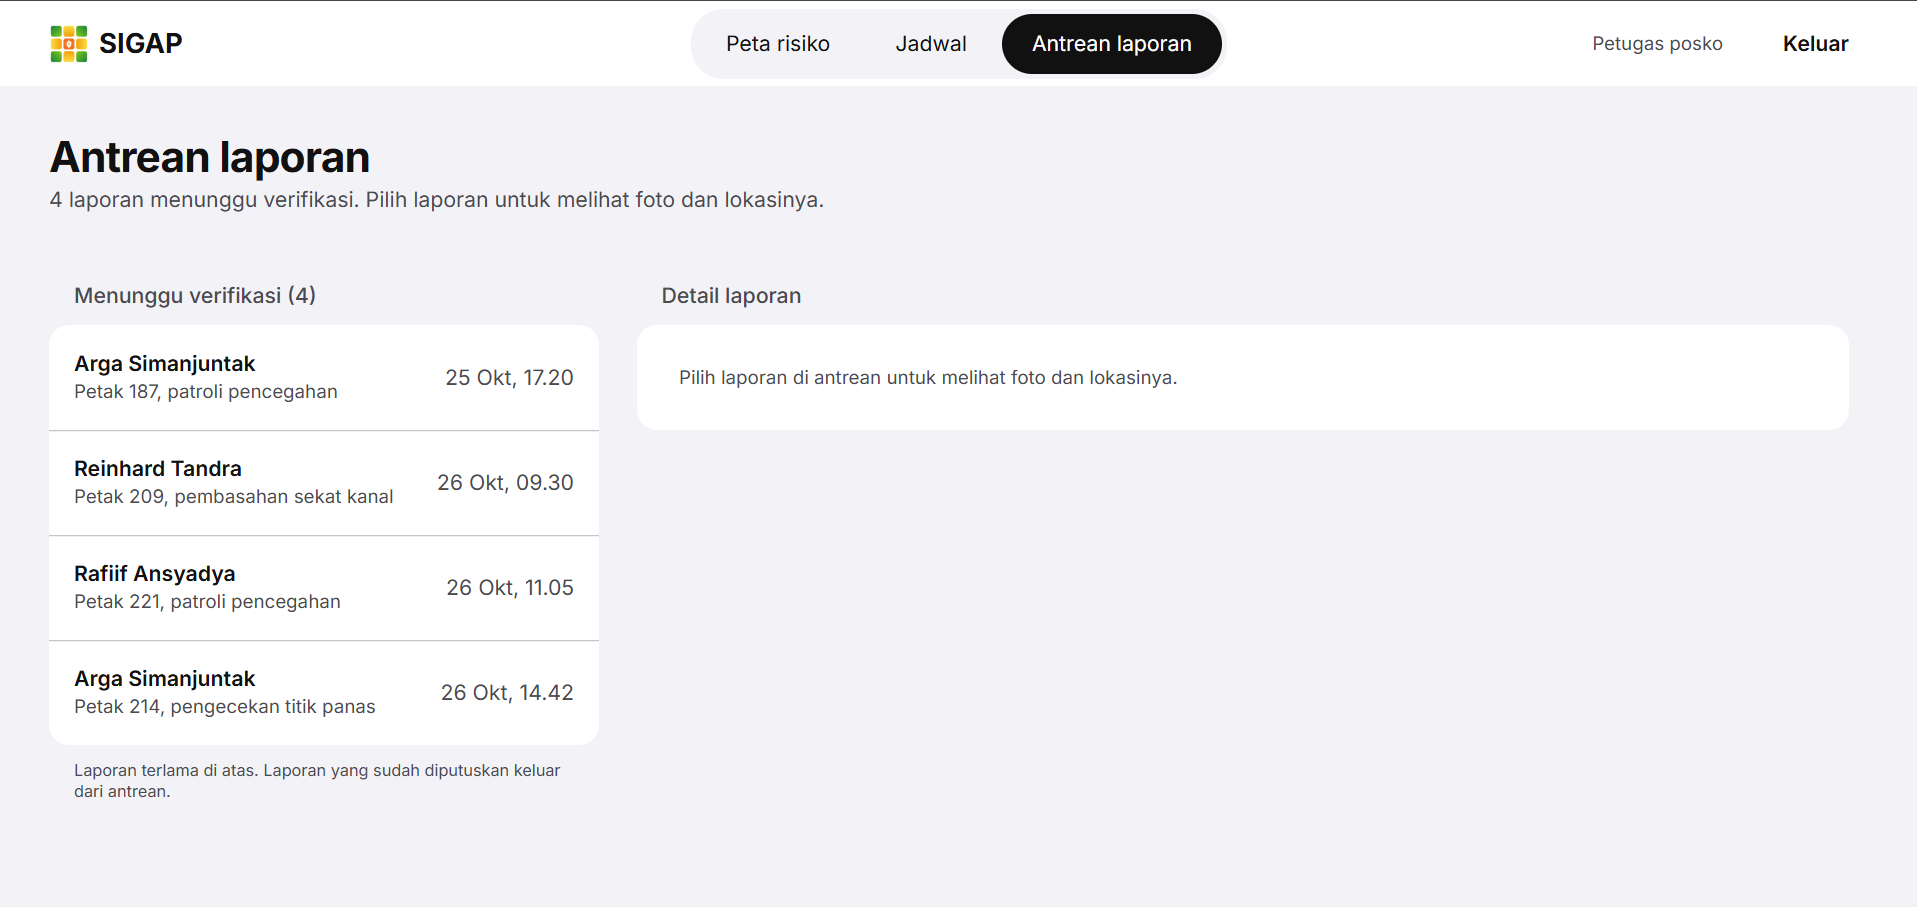 SIGAP
Peta risiko
Jadwal
Antrean laporan
Petugas posko
Keluar
Antrean laporan
4 laporan menunggu verifikasi. Pilih laporan untuk melihat foto dan lokasinya.
Menunggu verifikasi (4)
Arga Simanjuntak
Petak 187, patroli pencegahan
25 Okt, 17.20
Reinhard Tandra
Petak 209, pembasahan sekat kanal
26 Okt, 09.30
Rafiif Ansyadya
Petak 221, patroli pencegahan
26 Okt, 11.05
Arga Simanjuntak
Petak 214, pengecekan titik panas
26 Okt, 14.42
Laporan terlama di atas. Laporan yang sudah diputuskan keluar
dari antrean.
Detail laporan
Pilih laporan di antrean untuk melihat foto dan lokasinya.